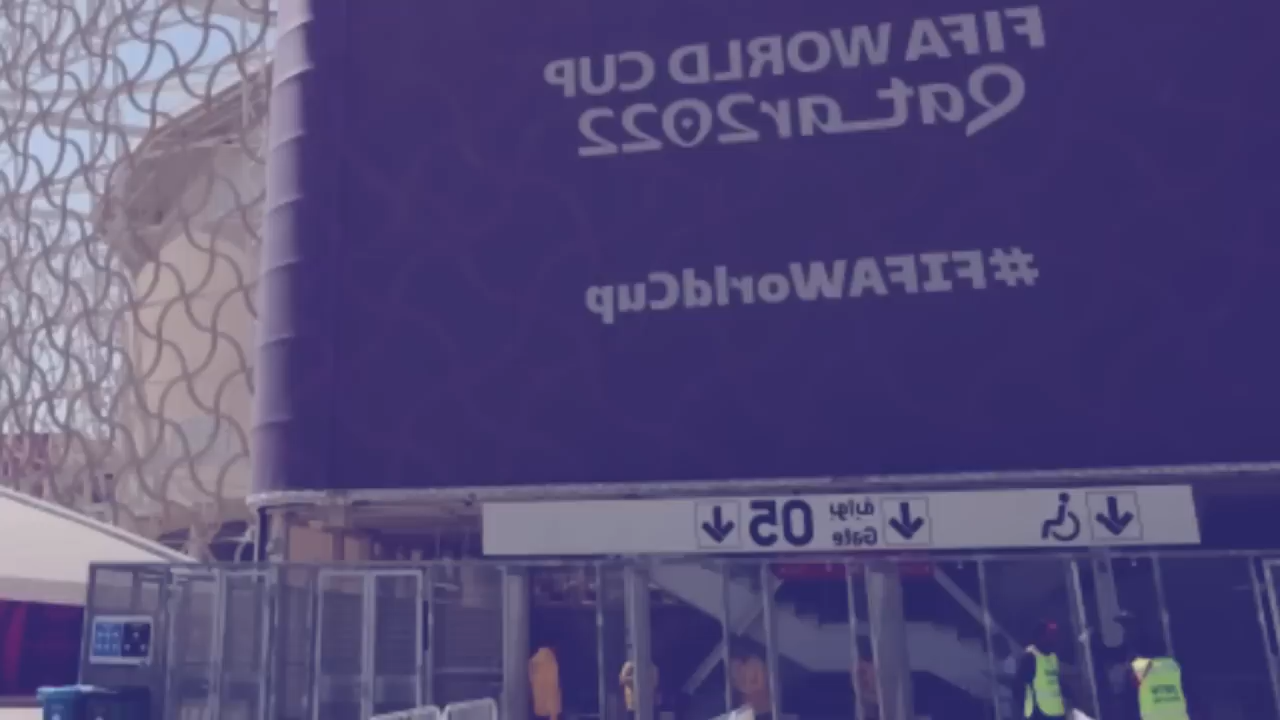 FIFA WORLD CUP
Qatar2022
#FIFAWorldCup
بوابة
Gate
05